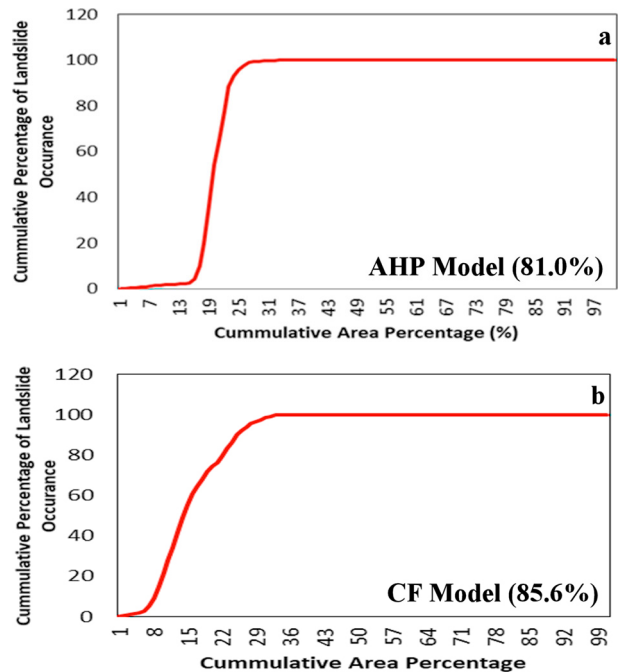 a
120
100
80
60
40
20
0
Cummulative Percentage of Landslide
Occurance
AHP Model (81.0%)
1 7 13 19 25 31 37 43 49 55 61 67 73 79 85 91 97
Cummulative Area Percentage (%)
b
120
100
80
60
40
20
0
Cummulative Percentage of Landslide
Occurance
CF Model (85.6%)
1 8 15 22 29 36 43 50 57 64 71 78 85 92 99
Cummulative Area Percentage